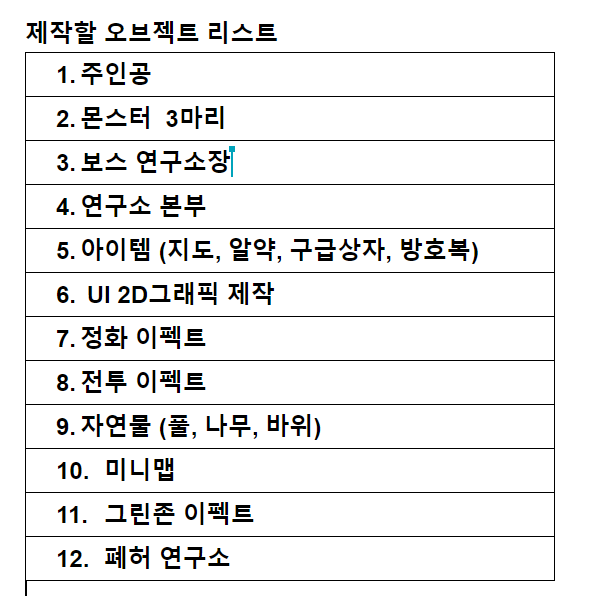 제작할 오브젝트 리스트
1. 주인공
2. 몬스터 3마리
3. 보스 연구소장
4. 연구소 본부
5. 아이템 (지도, 알약, 구급상자, 방호복)
6. UI 2D그래픽 제작
7. 정화 이펙트
8. 전투 이펙트
9. 자연물 (풀, 나무, 바위)
10. 미니맵
11. 그린존 이펙트
12. 폐허 연구소